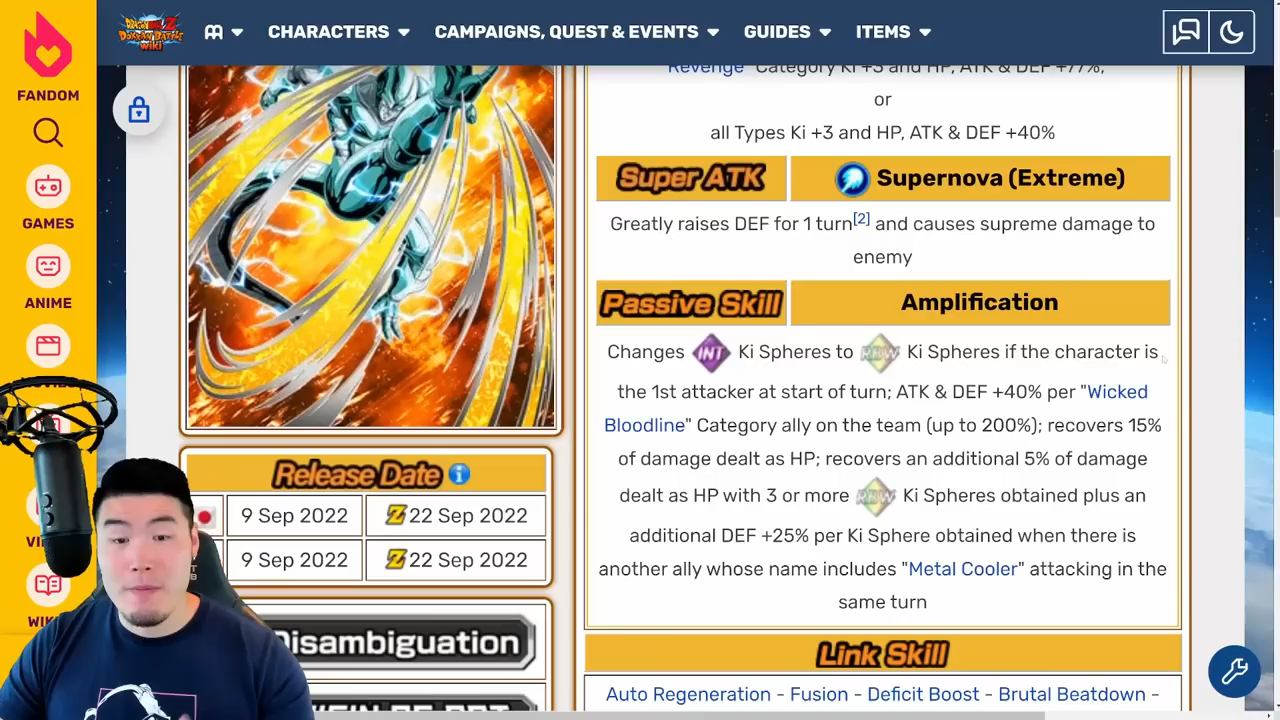 FANDOM
GAMES
ANIME
DRAGON BALL Z
DOKKAN BATTLE
WIKI
CHARACTERS
CAMPAIGNS, QUEST & EVENTS
GUIDES
ITEMS
Revenge" Category Ki +3 and HP, ATK & DEF +77%,
or
all Types Ki +3 and HP, ATK & DEF +40%
Super ATK
Supernova (Extreme)
Greatly raises DEF for 1 turn[2] and causes supreme damage to
enemy
Passive Skill
Amplification
Changes INT Ki Spheres to RBW Ki Spheres if the character is
the 1st attacker at start of turn; ATK & DEF +40% per "Wicked
Bloodline" Category ally on the team (up to 200%); recovers 15%
of damage dealt as HP; recovers an additional 5% of damage
dealt as HP with 3 or more RBW Ki Spheres obtained plus an
additional DEF +25% per Ki Sphere obtained when there is
another ally whose name includes "Metal Cooler" attacking in the
same turn
Link Skill
Auto Regeneration - Fusion - Deficit Boost - Brutal Beatdown -
Release Date
9 Sep 2022 Z 22 Sep 2022
9 Sep 2022 Z 22 Sep 2022
Disambiguation